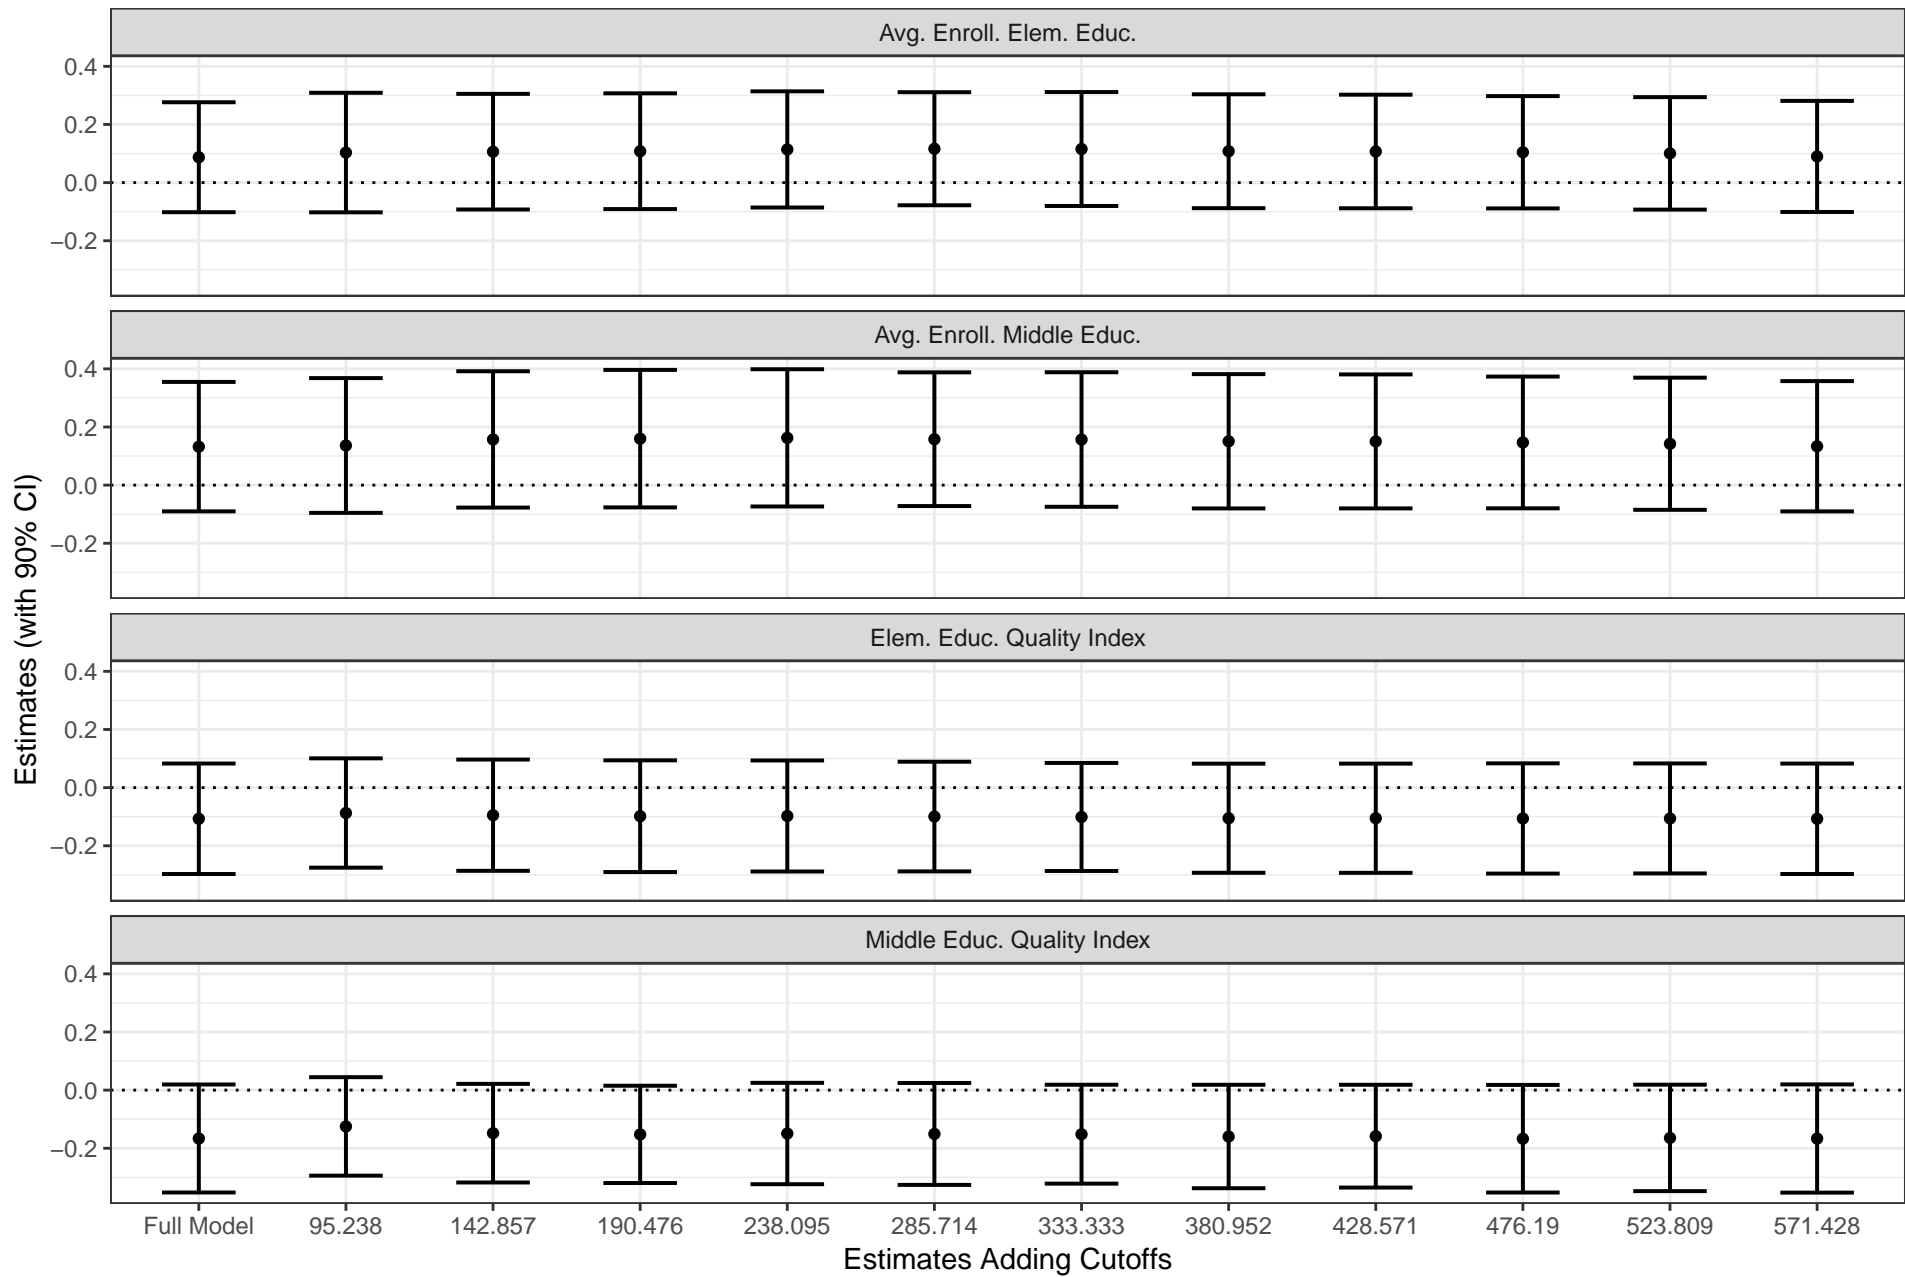 Avg. Enroll. Elem. Educ.
0.4
0.2
0.0
−0.2
Avg. Enroll. Middle Educ.
0.4
0.2
0.0
−0.2
Estimates (with 90% CI)
Elem. Educ. Quality Index
0.4
0.2
0.0
−0.2
Middle Educ. Quality Index
0.4
0.2
0.0
−0.2
Full Model 95.238 142.857 190.476 238.095 285.714 333.333 380.952 428.571 476.19 523.809 571.428
Estimates Adding Cutoffs